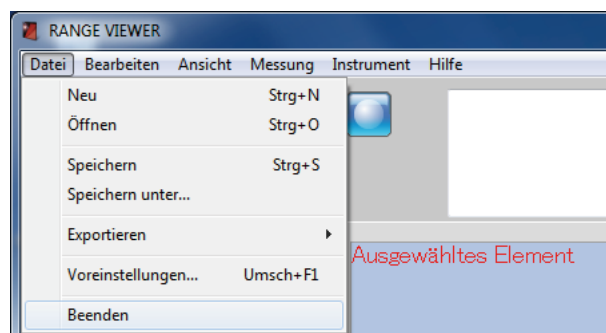 RANGE VIEWER
Datei Bearbeiten Ansicht Messung Instrument Hilfe
Neu Strg+N
Öffnen Strg+O
Speichern Strg+S
Speichern unter...
Exportieren
Ausgewähltes Element
Voreinstellungen... Umsch+F1
Beenden